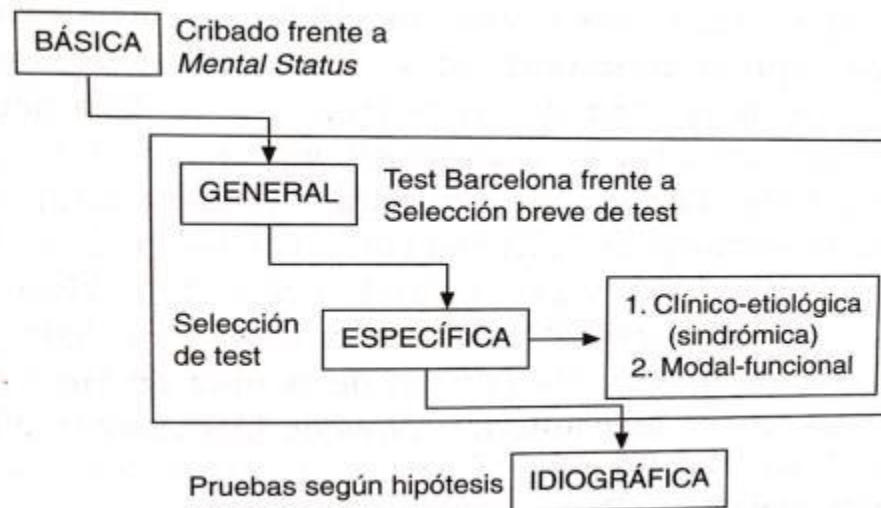 BÁSICA
Cribado frente a
Mental Status
GENERAL
Test Barcelona frente a
Selección breve de test
Selección
de test
ESPECÍFICA
1. Clínico-etiológica
(sindrómica)
2. Modal-funcional
Pruebas según hipótesis
IDIOGRÁFICA